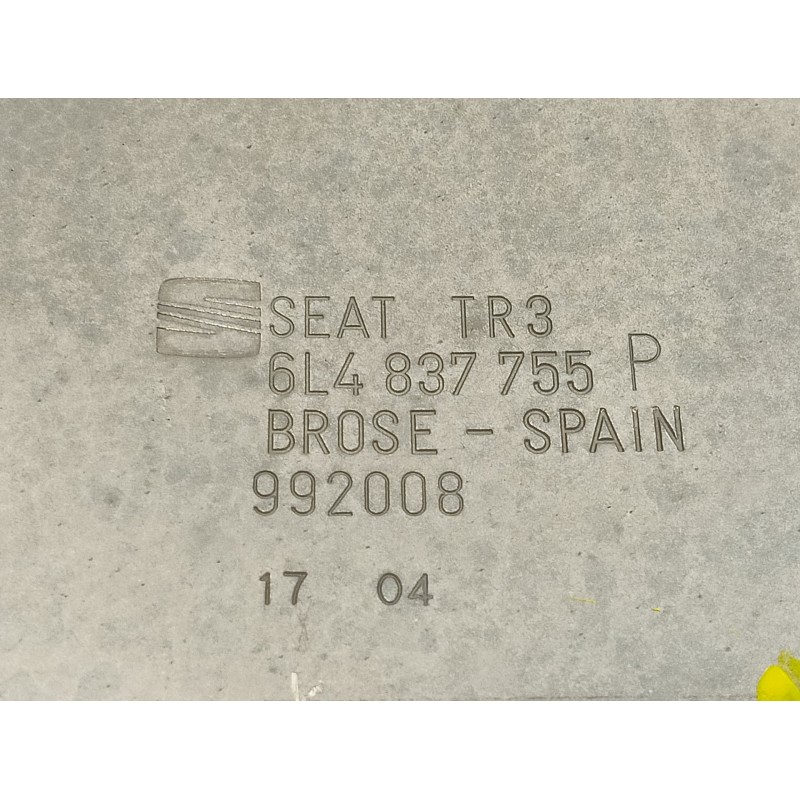 SEAT TR3
6L4 837 755 P
BROSE - SPAIN
992008
17 04